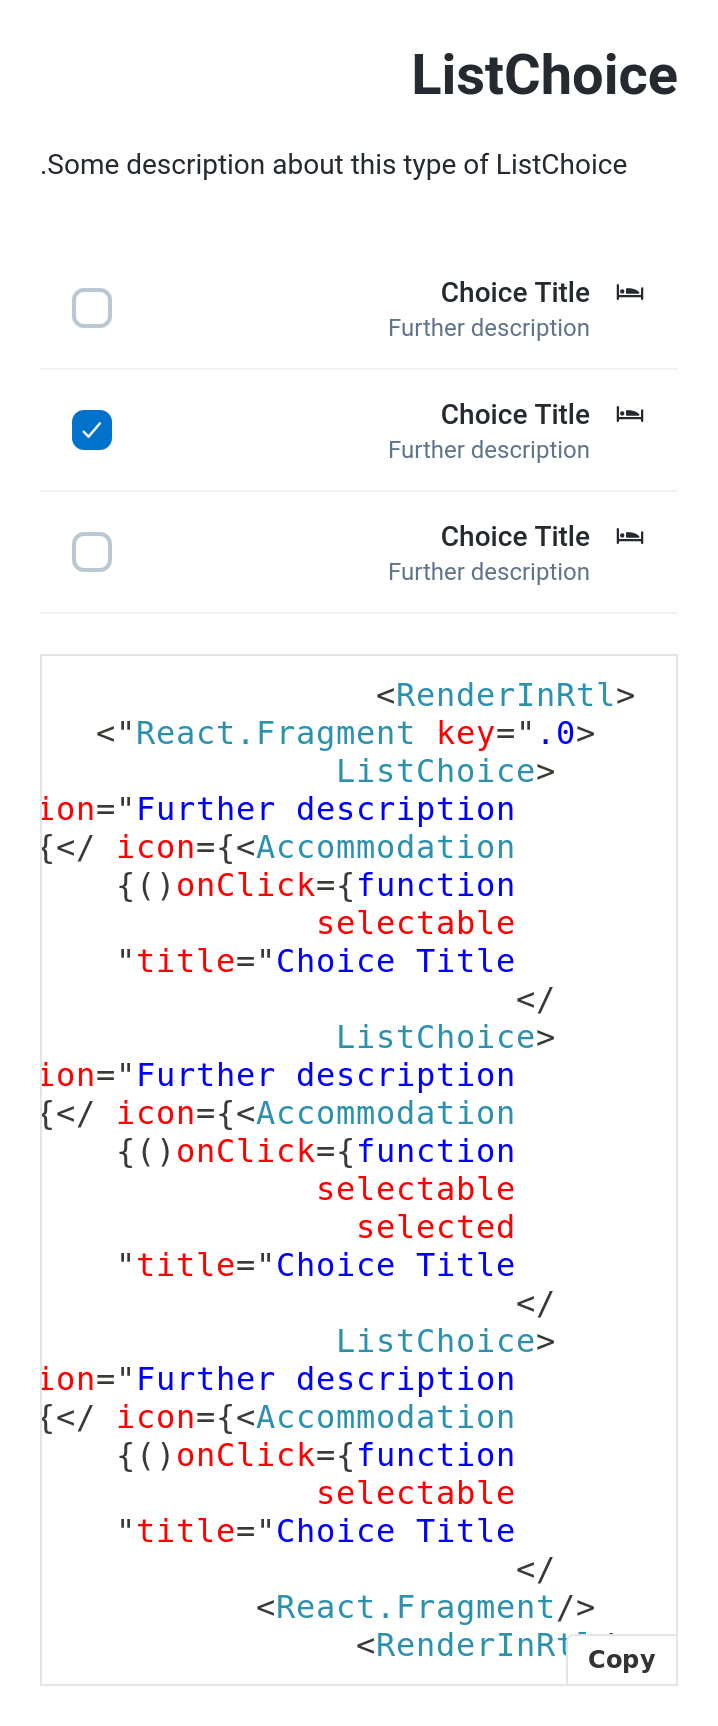 ListChoice
.Some description about this type of ListChoice
Choice Title
Further description
Choice Title
Further description
Choice Title
Further description
<RenderInRtl>
<"React.Fragment key=".0>
ListChoice>
ion="Further description
{</ icon={<Accommodation
{()onClick={function
selectable
"title="Choice Title
</
ListChoice>
ion="Further description
{</ icon={<Accommodation
{()onClick={function
selectable
selected
"title="Choice Title
</
ListChoice>
ion="Further description
{</ icon={<Accommodation
{()onClick={function
selectable
"title="Choice Title
</
<React.Fragment/>
<RenderInRt
Copy